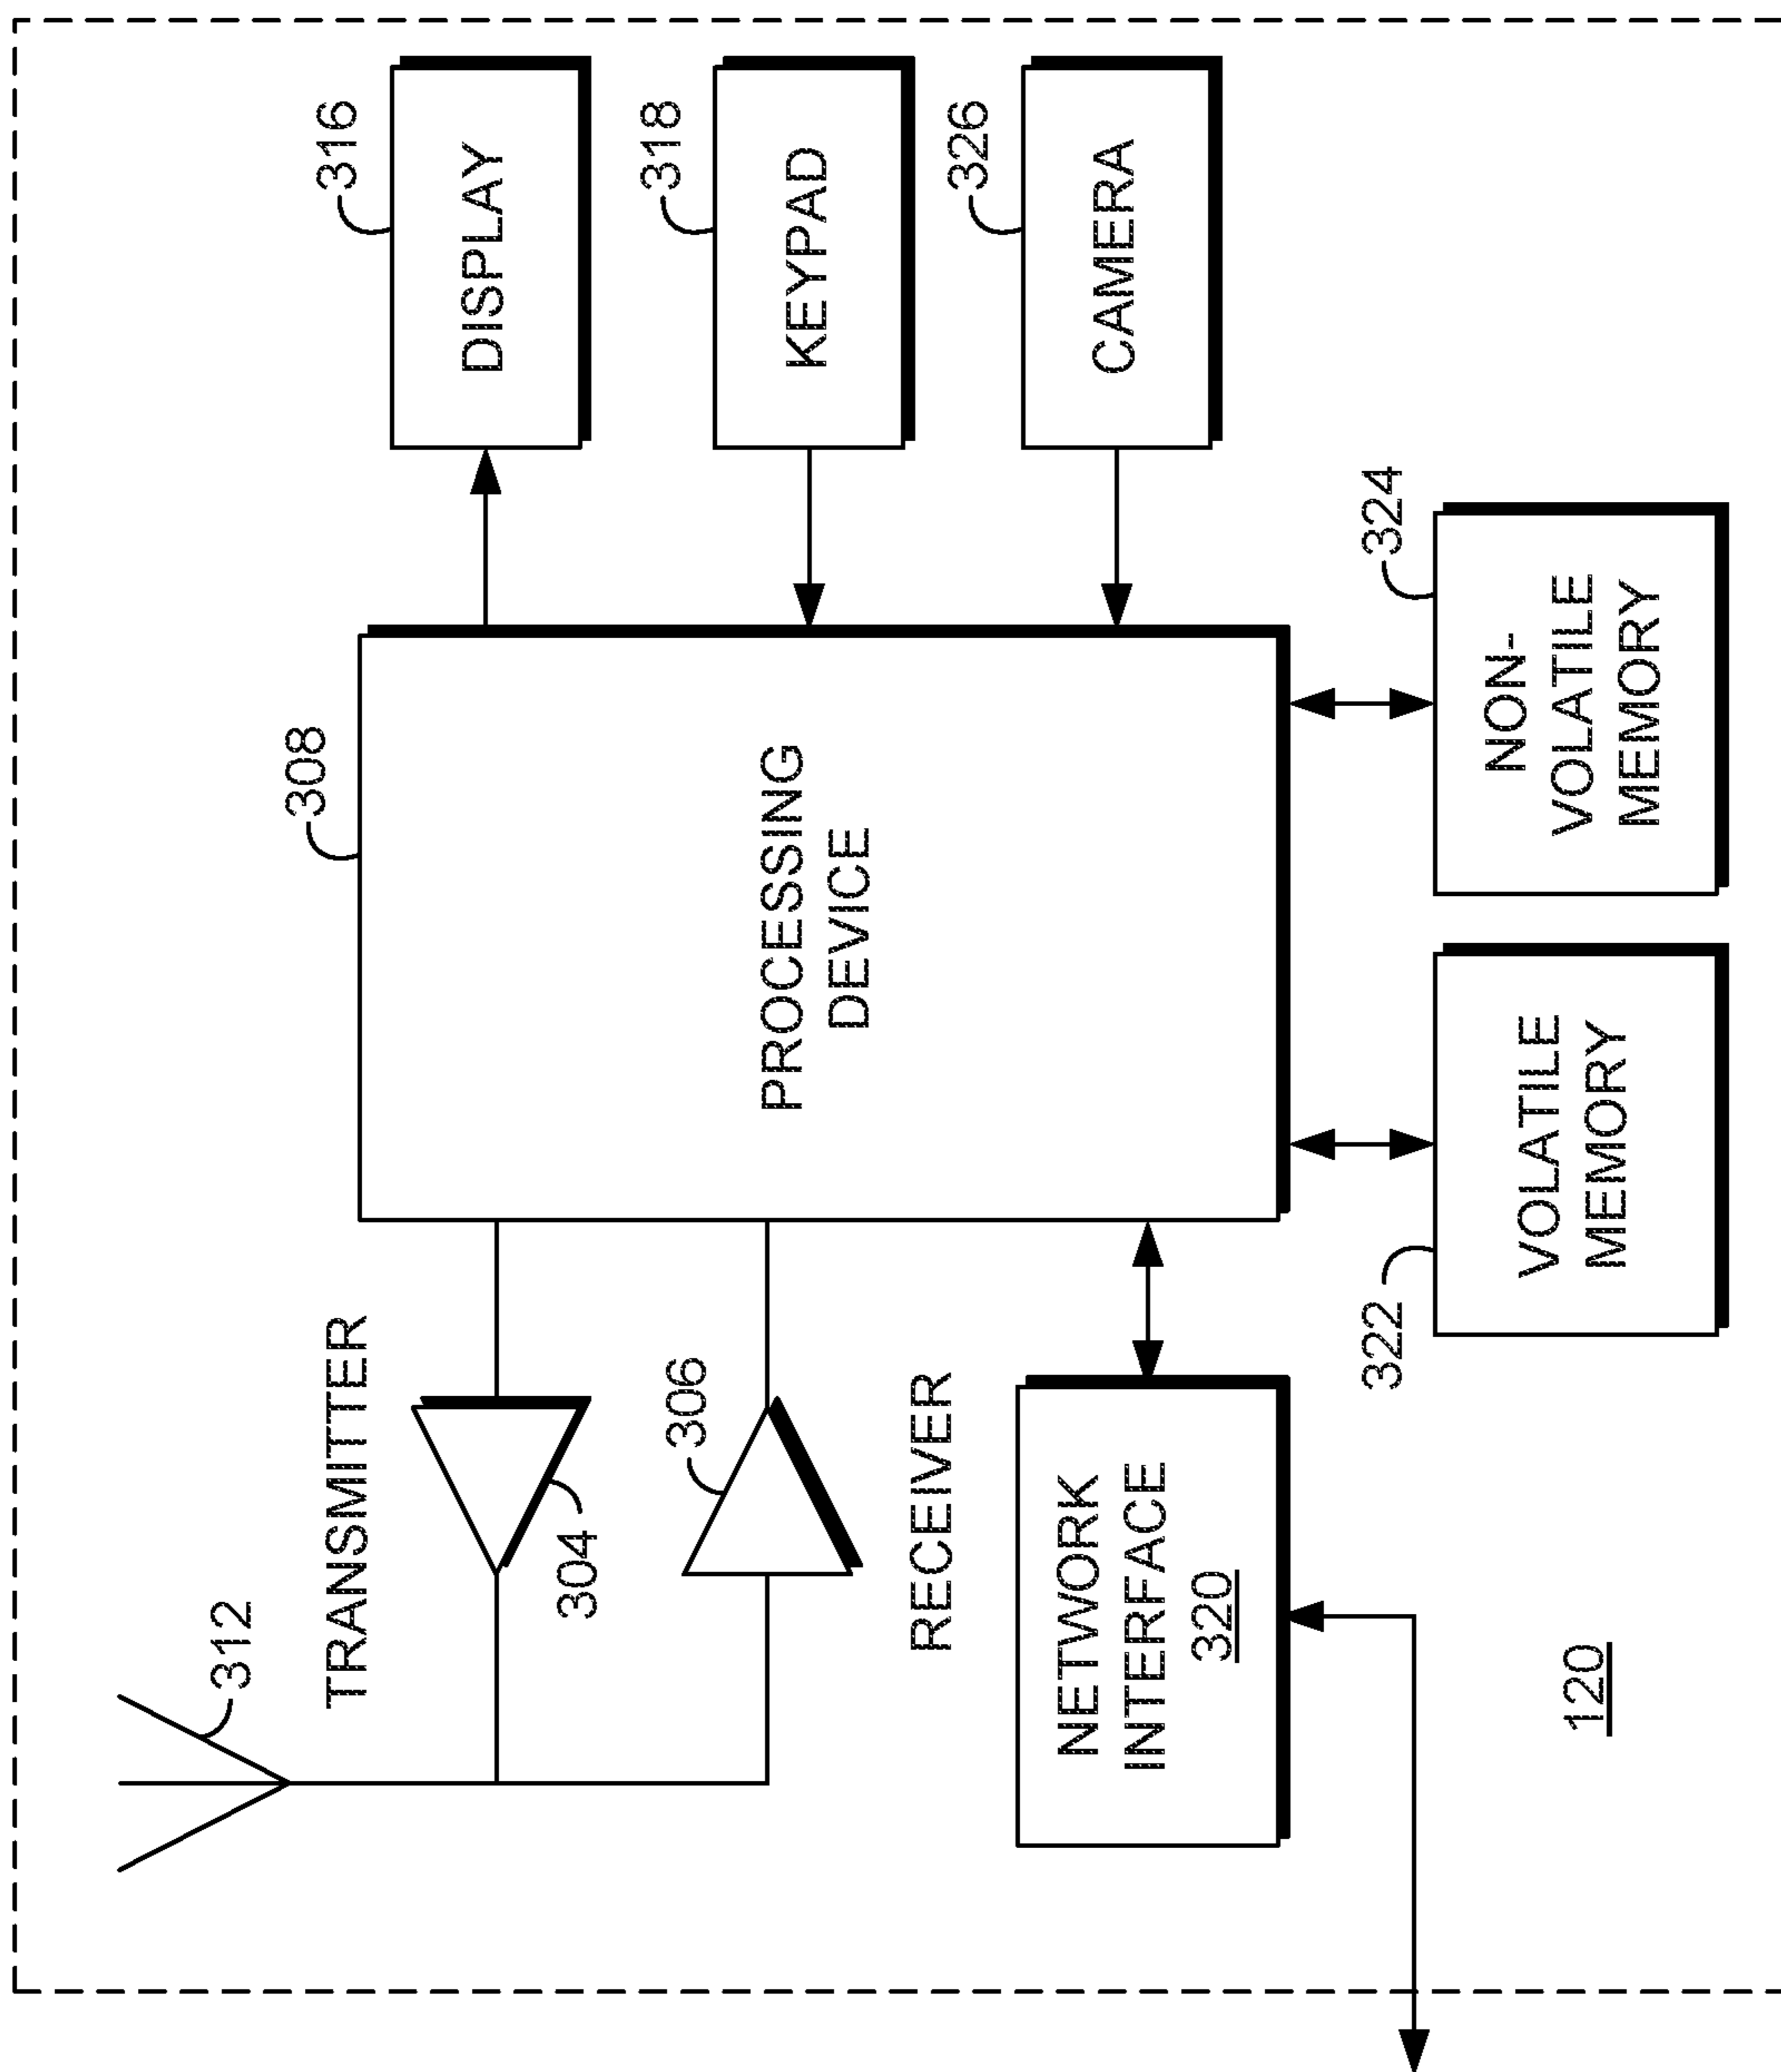 312
TRANSMITTER
304
306
RECEIVER
308
PROCESSING
DEVICE
316
DISPLAY
318
KEYPAD
326
CAMERA
NETWORK
INTERFACE
320
322
VOLATILE
MEMORY
324
NON-
VOLATILE
MEMORY
120